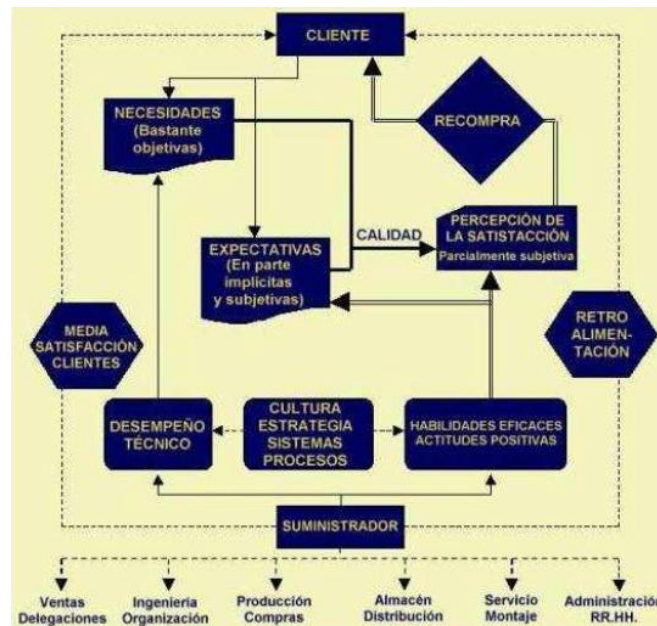 CLIENTE
NECESIDADES
(Bastante
objetivas)
RECOMPRA
CALIDAD
PERCEPCIÓN DE
LA SATISTACCIÓN
Parcialmente subjetiva
EXPECTATIVAS
(En parte
implícitas
y subjetivas)
MEDIA
SATISFACCIÓN
CLIENTES
RETRO
ALIMEN-
TACIÓN
DESEMPEÑO
TÉCNICO
CULTURA
ESTRATEGIA
SISTEMAS
PROCESOS
HABILIDADES EFICACES
ACTITUDES POSITIVAS
SUMINISTRADOR
Ventas
Delegaciones
Ingeniería
Organización
Producción
Compras
Almacén
Distribución
Servicio
Montaje
Administración
RR.HH.